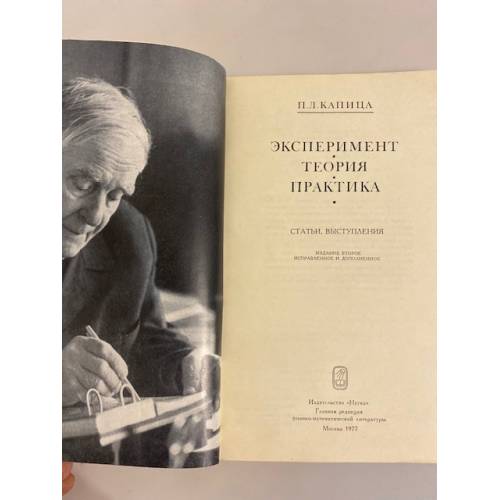 П. Л. КАПИЦА
ЭКСПЕРИМЕНТ
ТЕОРИЯ
ПРАКТИКА
СТАТЬИ, ВЫСТУПЛЕНИЯ
ИЗДАНИЕ ВТОРОЕ
ИСПРАВЛЕННОЕ И ДОПОЛНЕННОЕ
Издательство «Наука»
Главная редакция
физико-математической литературы
Москва 1977